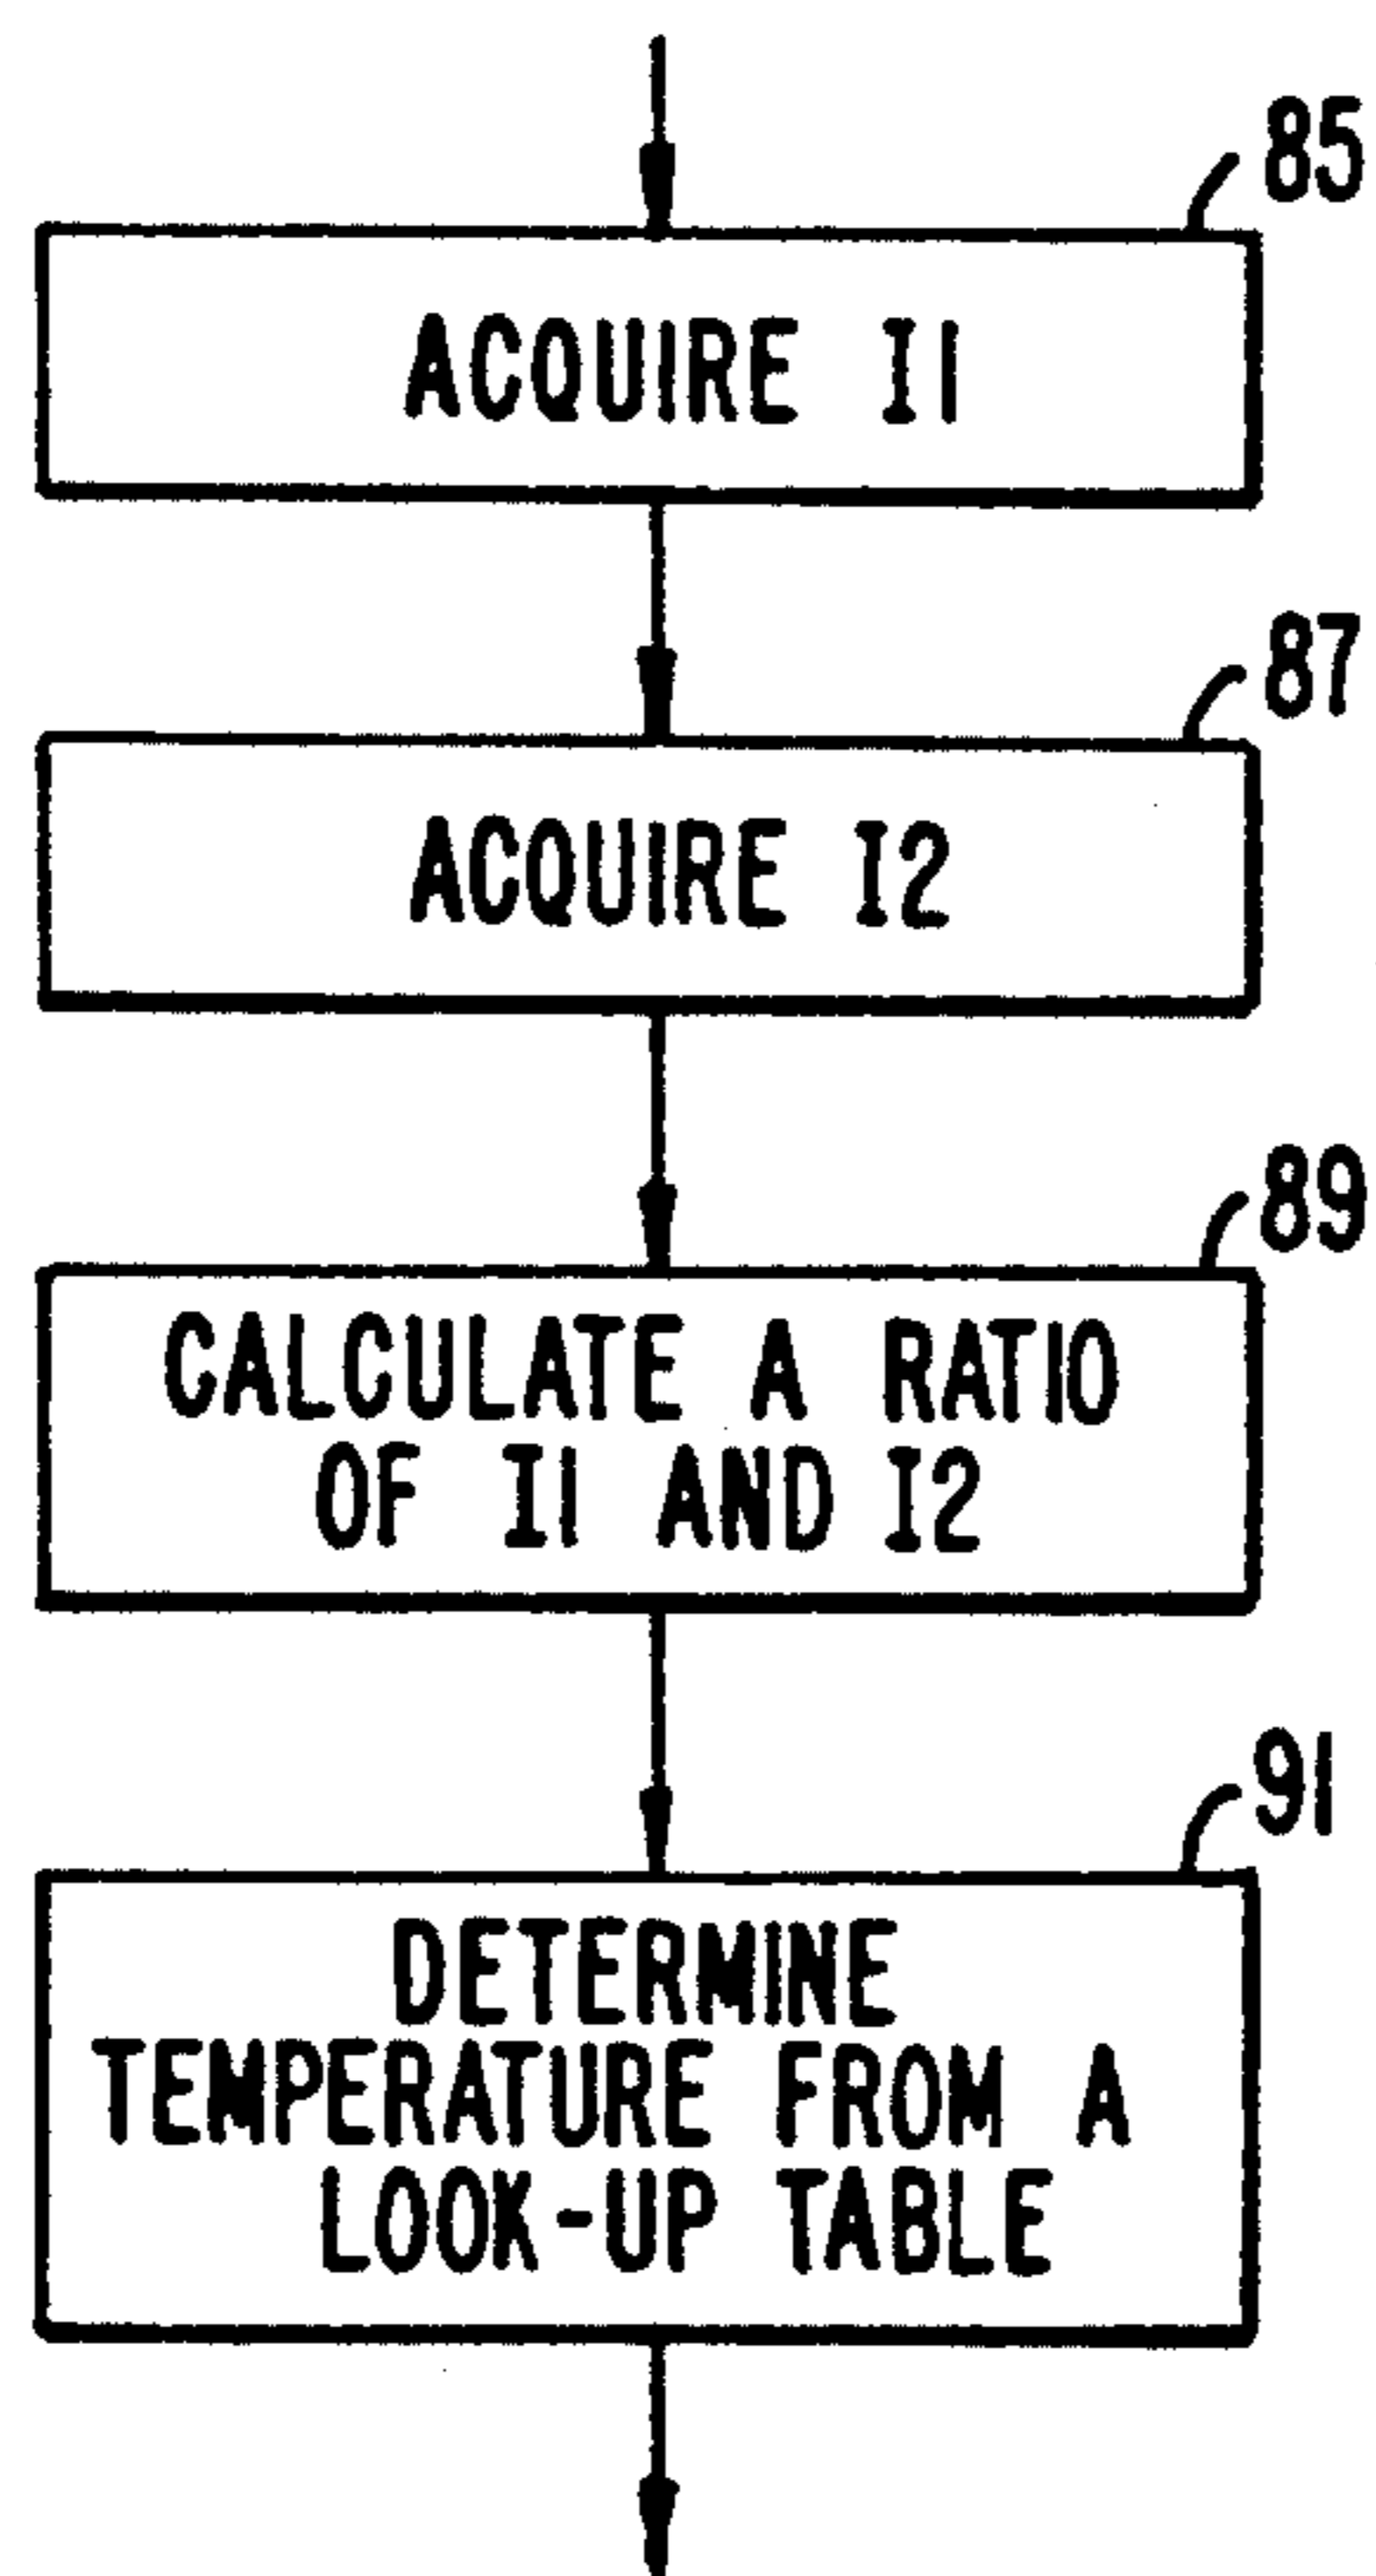 85
ACQUIRE I1
87
ACQUIRE I2
89
CALCULATE A RATIO
OF I1 AND I2
91
DETERMINE
TEMPERATURE FROM A
LOOK-UP TABLE